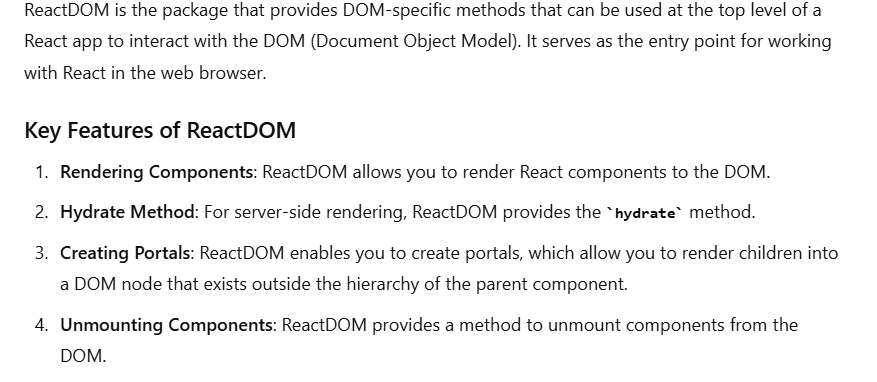 ReactDOM is the package that provides DOM-specific methods that can be used at the top level of a
React app to interact with the DOM (Document Object Model). It serves as the entry point for working
with React in the web browser.
Key Features of ReactDOM
1. Rendering Components: ReactDOM allows you to render React components to the DOM.
2. Hydrate Method: For server-side rendering, ReactDOM provides the `hydrate` method.
3. Creating Portals: ReactDOM enables you to create portals, which allow you to render children into
a DOM node that exists outside the hierarchy of the parent component.
4. Unmounting Components: ReactDOM provides a method to unmount components from the
DOM.